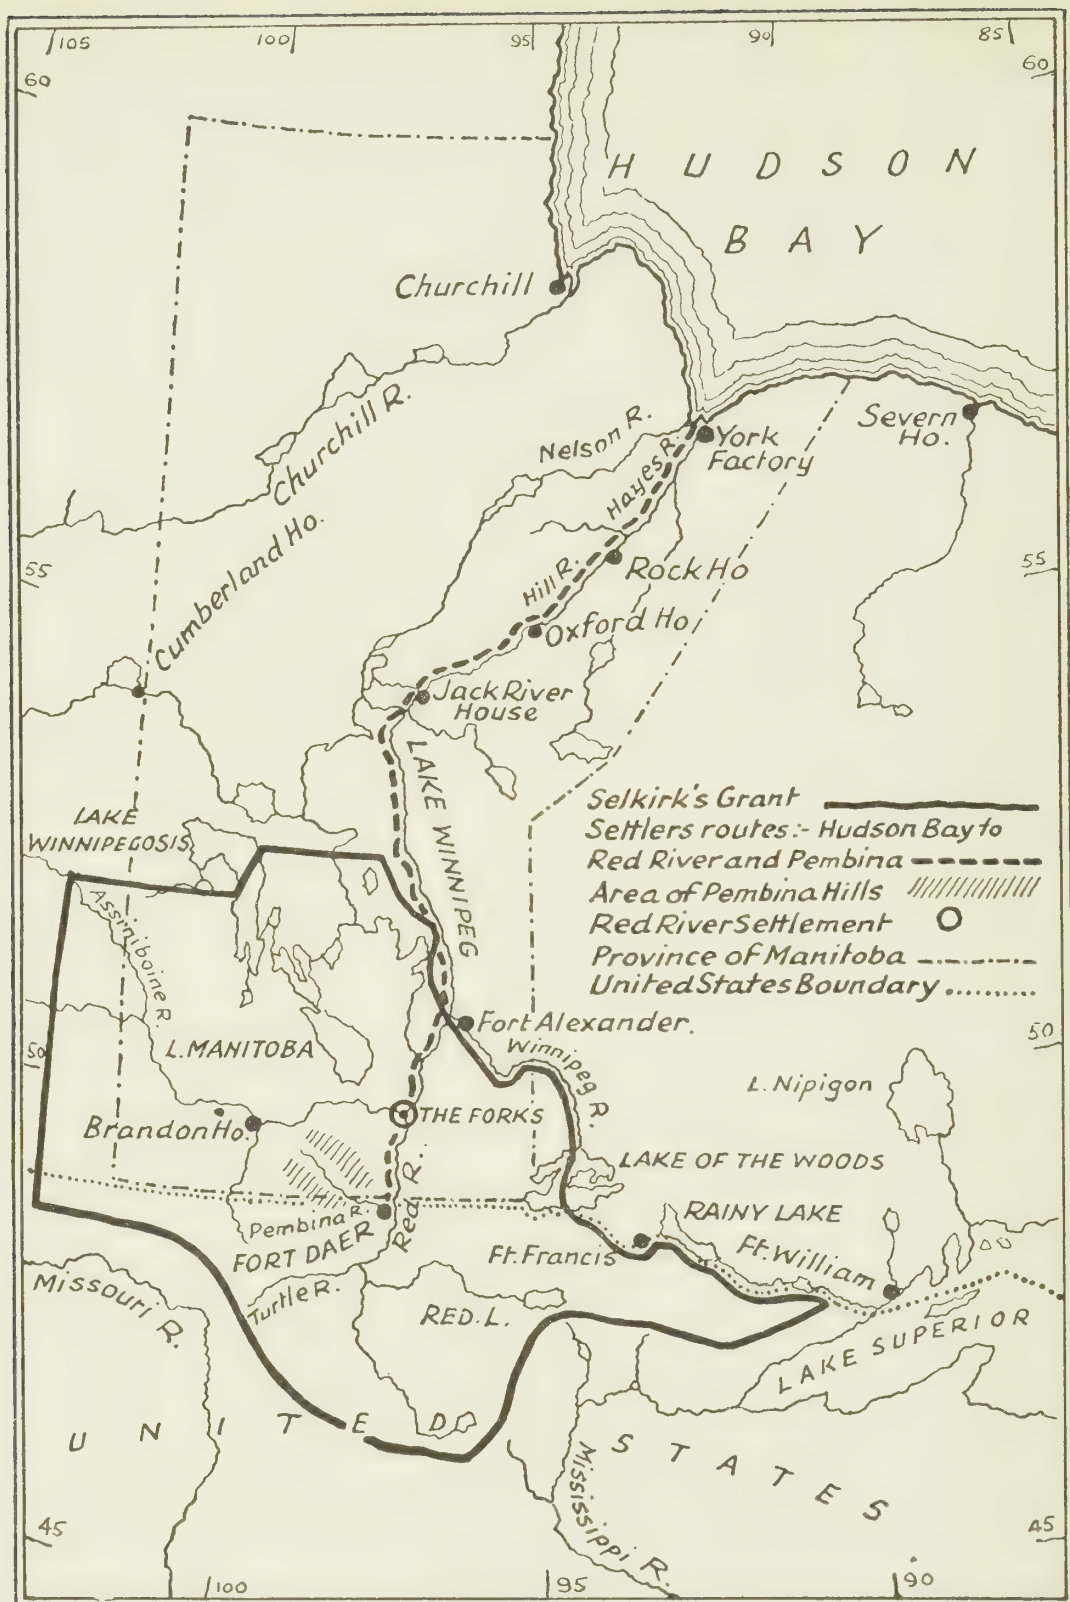 105 100 95 90 85
60 60
HUDSON
BAY
Churchill
Churchill R.
Nelson R.
Hayes R.
York
Factory
Severn
Ho.
Cumberland Ho.
55 55
Hill R.
Rock Ho
Oxford Ho
Jack River
House
LAKE WINNIPEG
LAKE
WINNIPEGOSIS
Selkirk's Grant
Settlers routes:- Hudson Bay to
Red River and Pembina
Area of Pembina Hills
Red River Settlement
Province of Manitoba
United States Boundary
Assiniboine R.
Fort Alexander.
Winnipeg R.
50 50
L. MANITOBA
L. Nipigon
Brandon Ho.
THE FORKS
LAKE OF THE WOODS
Pembina R.
FORT DAER
Red R.
RAINY LAKE
Ft. Francis
Ft. William
Missouri R.
Turtle R.
RED. L.
LAKE SUPERIOR
UNITED STATES
Mississippi R.
45 45
100 95 90